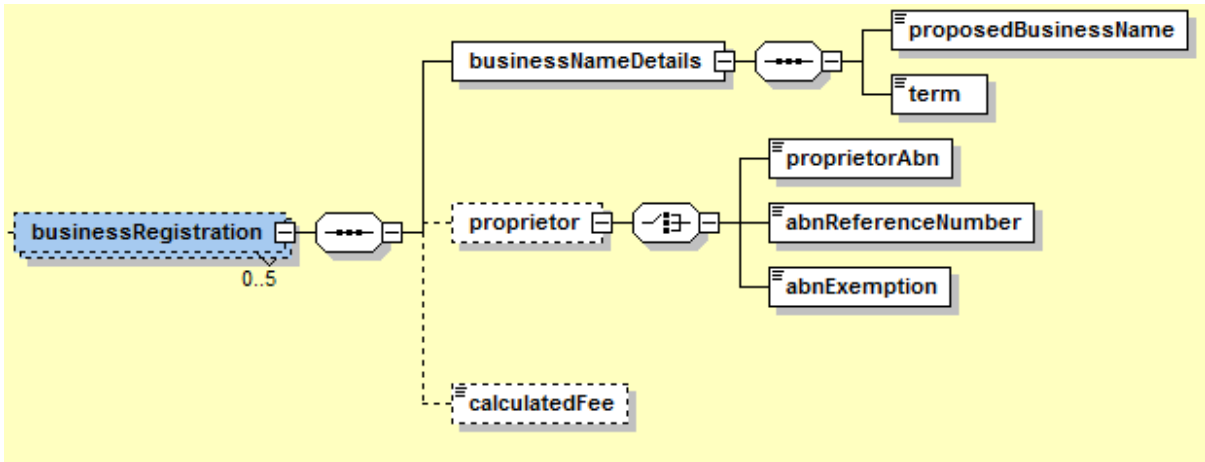 proposedBusinessName
businessNameDetails
term
proprietorAbn
businessRegistration
proprietor
abnReferenceNumber
0..5
abnExemption
calculatedFee